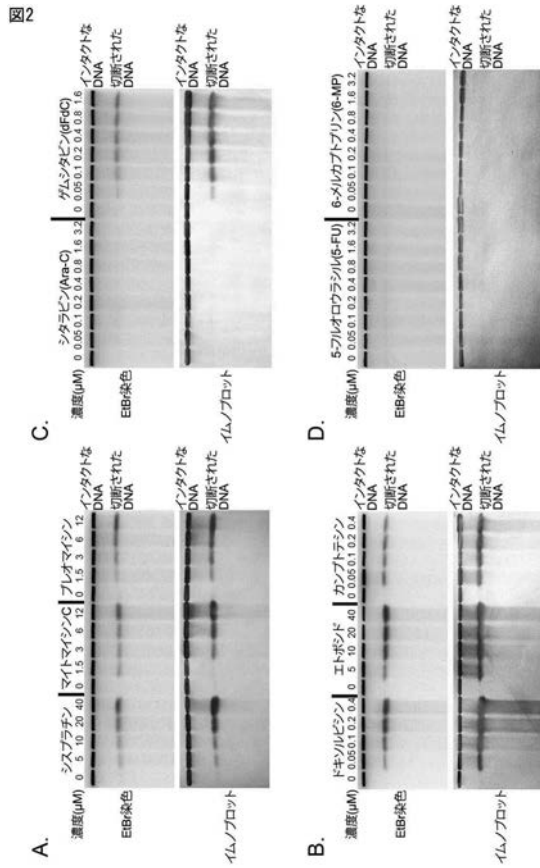 図2
A.
シスプラチン マイトマイシンC ブレオマイシン
濃度(μM) 0 5 10 20 40 0 1.5 3 6 12 0 1.5 3 6 12
インタクトな
DNA
切断された
DNA
EtBr染色
インタクトな
DNA
切断された
DNA
イムノブロット
B.
ドキソルビシン エトポシド カンプトテシン
濃度(μM) 0 0.05 0.1 0.2 0.4 0 5 10 20 40 0 0.05 0.1 0.2 0.4
インタクトな
DNA
切断された
DNA
EtBr染色
インタクトな
DNA
切断された
DNA
イムノブロット
C.
シタラビン(Ara-C) ゲムシタビン(dFdC)
濃度(μM) 0 0.05 0.1 0.2 0.4 0.8 1.6 3.2 0 0.05 0.1 0.2 0.4 0.8 1.6
インタクトな
DNA
切断された
DNA
EtBr染色
インタクトな
DNA
切断された
DNA
イムノブロット
D.
5-フルオロウラシル(5-FU) 6-メルカプトプリン(6-MP)
濃度(μM) 0 0.05 0.1 0.2 0.4 0.8 1.6 3.2 0 0.05 0.1 0.2 0.4 0.8 1.6 3.2
インタクトな
DNA
切断された
DNA
EtBr染色
インタクトな
DNA
切断された
DNA
イムノブロット